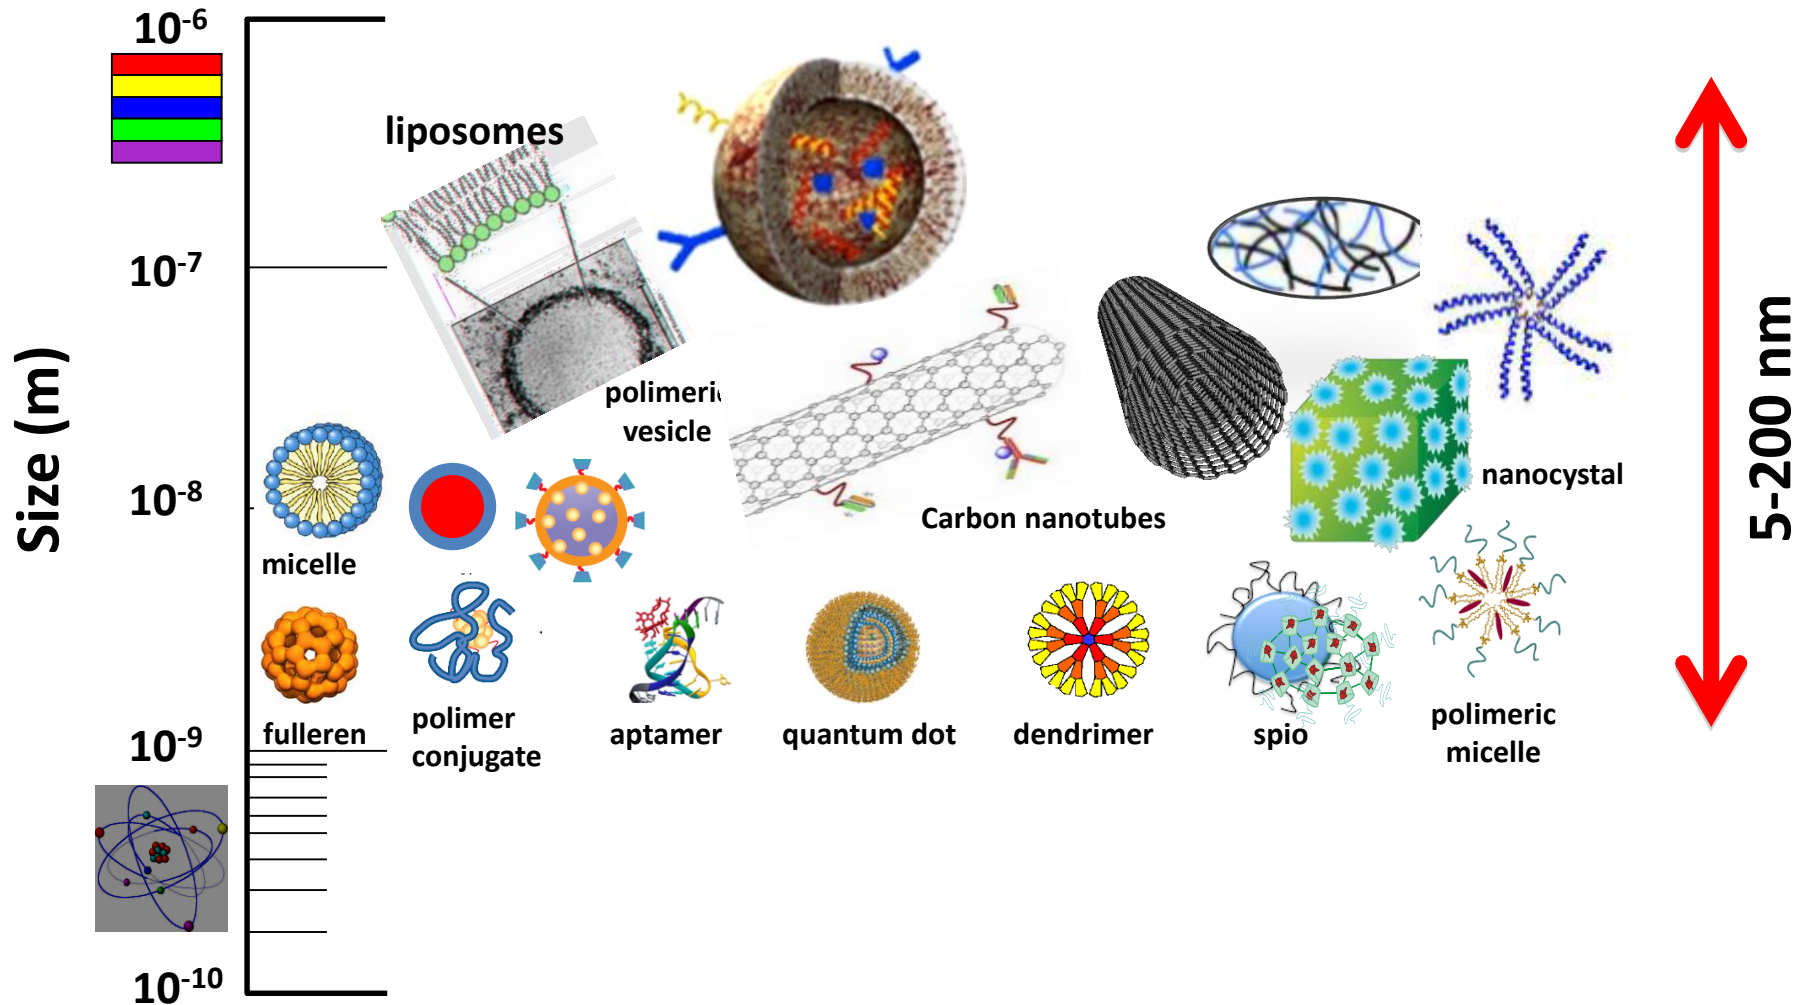 10-6
liposomes
10-7
Size (m)
5-200 nm
polimeric
vesicle
nanocystal
10-8
Carbon nanotubes
micelle
polimer
conjugate
fulleren
aptamer
quantum dot
dendrimer
spio
polimeric
micelle
10-9
10-10